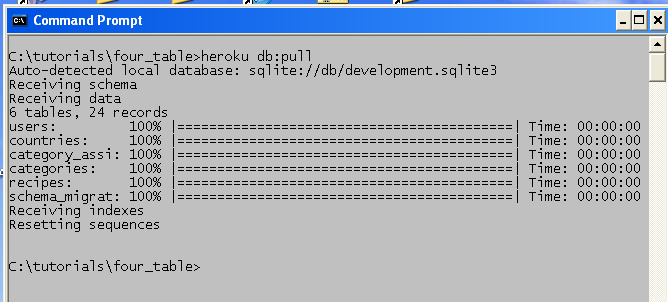 Command Prompt
C:\tutorials\four_table>heroku db:pull
Auto-detected local database: sqlite://db/development.sqlite3
Receiving schema
Receiving data
6 tables, 24 records
users:         100% |==========================================| Time: 00:00:00
countries:     100% |==========================================| Time: 00:00:00
category_assi: 100% |==========================================| Time: 00:00:00
categories:    100% |==========================================| Time: 00:00:00
recipes:       100% |==========================================| Time: 00:00:00
schema_migrat: 100% |==========================================| Time: 00:00:00
Receiving indexes
Resetting sequences
C:\tutorials\four_table>